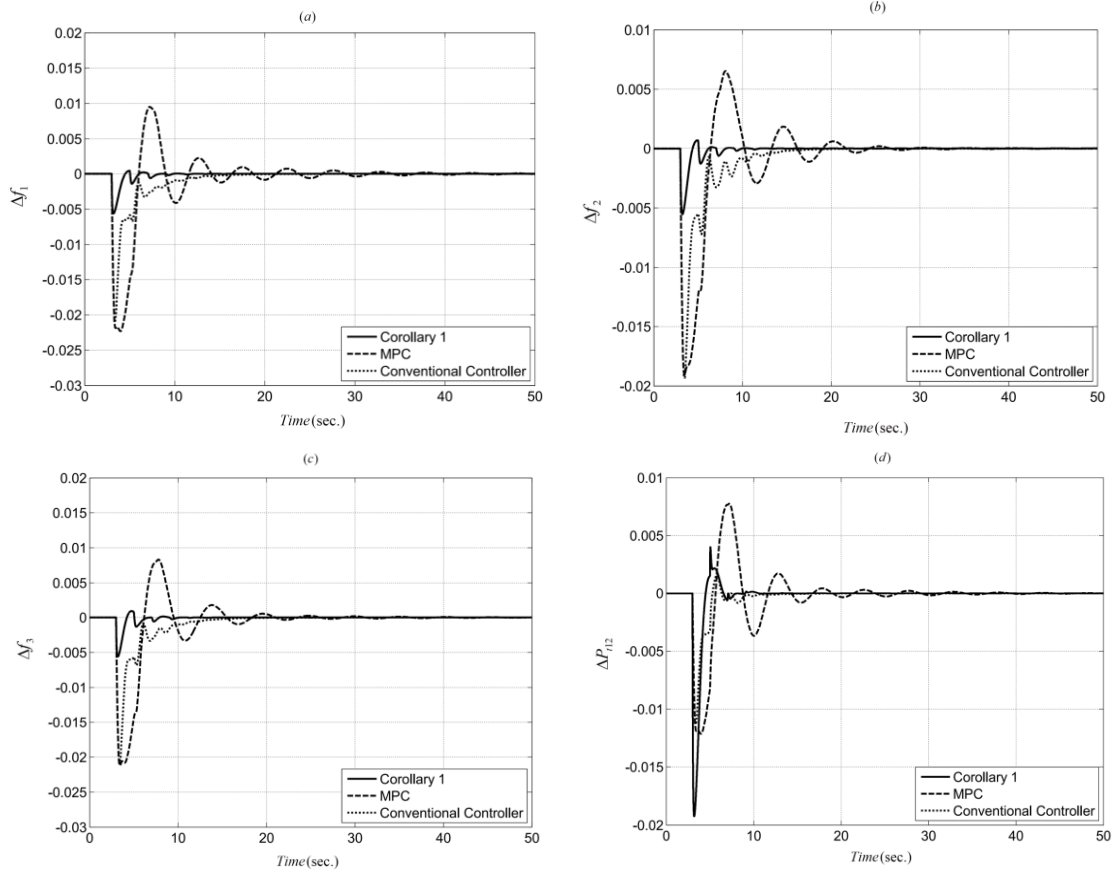 (a)
0.02
0.015
0.01
0.005
0
-0.005
-0.01
-0.015
-0.02
-0.025
-0.03
Δf1
0 10 20 30 40 50
Time(sec.)
Corollary 1
MPC
Conventional Controller
(b)
0.01
0.005
0
-0.005
-0.01
-0.015
-0.02
Δf2
0 10 20 30 40 50
Time(sec.)
Corollary 1
MPC
Conventional Controller
(c)
0.02
0.015
0.01
0.005
0
-0.005
-0.01
-0.015
-0.02
-0.025
-0.03
Δf3
0 10 20 30 40 50
Time(sec.)
Corollary 1
MPC
Conventional Controller
(d)
0.01
0.005
0
-0.005
-0.01
-0.015
-0.02
ΔPt12
0 10 20 30 40 50
Time(sec.)
Corollary 1
MPC
Conventional Controller